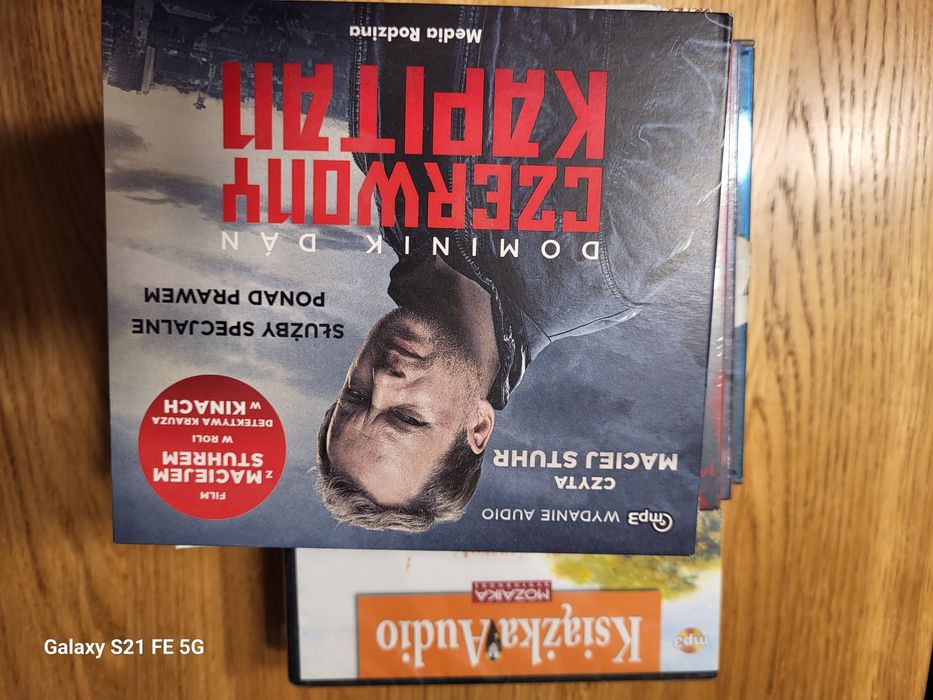 mp3 WYDANIE AUDIO
CZYTA
MACIEJ STUHR
FILM
z MACIEJEM
STUHREM
W ROLI
DETEKTYWA KRAUZA
W KINACH
SŁUŻBY SPECJALNE
PONAD PRAWEM
DOMINIK DÁN
CZERWONY
KAPITAN
Media Rodzina
mp3
Książka Audio
MOZAIKA
Galaxy S21 FE 5G